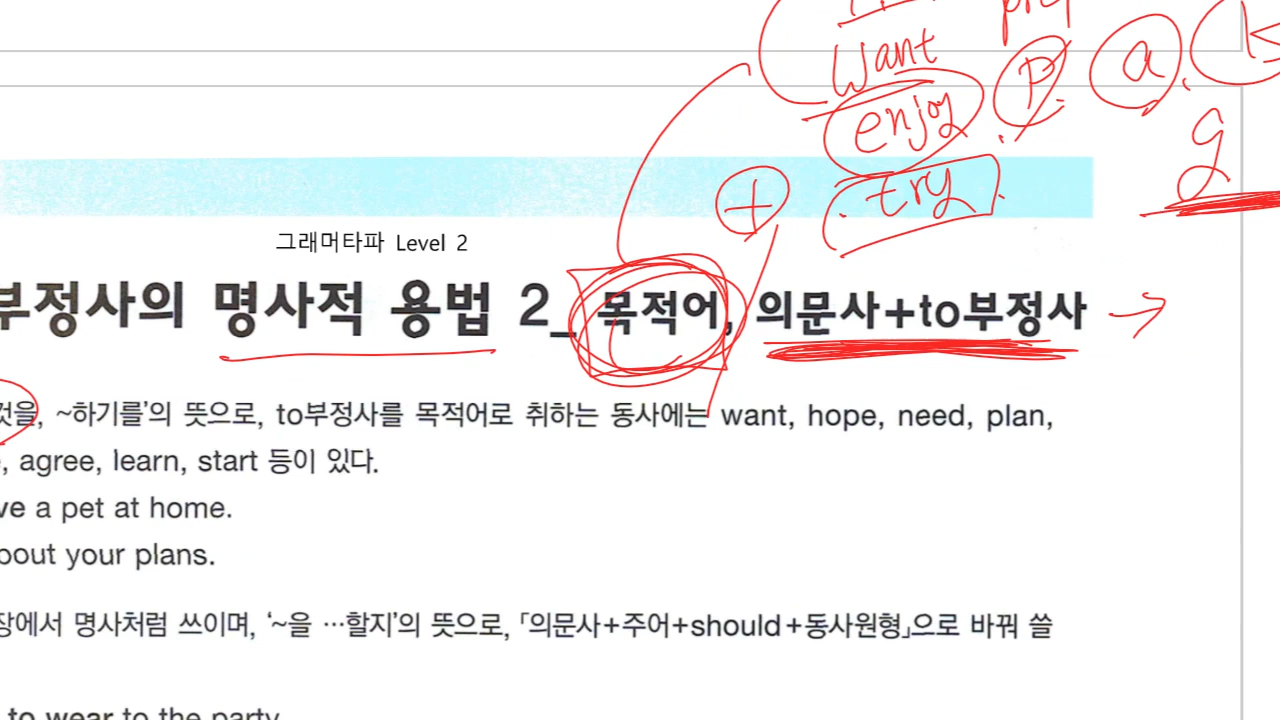 want
enjoy
try
P
a
g
그래머타파 Level 2
부정사의 명사적 용법 2_ 목적어, 의문사+to부정사
것을, ~하기를'의 뜻으로, to부정사를 목적어로 취하는 동사에는 want, hope, need, plan,
, agree, learn, start 등이 있다.
ve a pet at home.
bout your plans.
장에서 명사처럼 쓰이며, '~을 …할지'의 뜻으로, 「의문사+주어+should+동사원형」으로 바꿔 쓸
to wear to the party